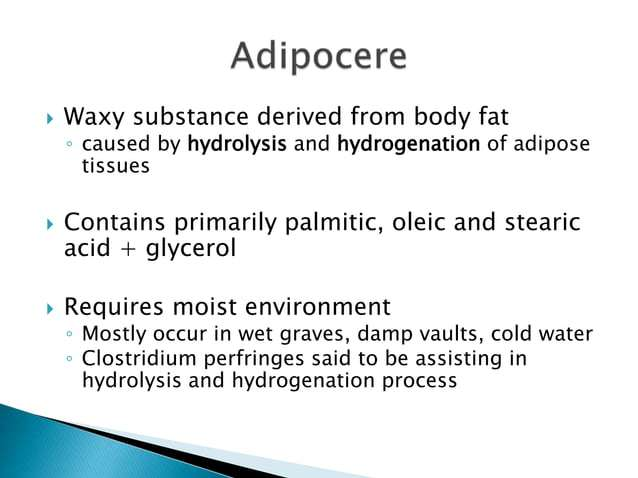 Adipocere
Waxy substance derived from body fat
caused by hydrolysis and hydrogenation of adipose
tissues
Contains primarily palmitic, oleic and stearic
acid + glycerol
Requires moist environment
Mostly occur in wet graves, damp vaults, cold water
Clostridium perfringes said to be assisting in
hydrolysis and hydrogenation process